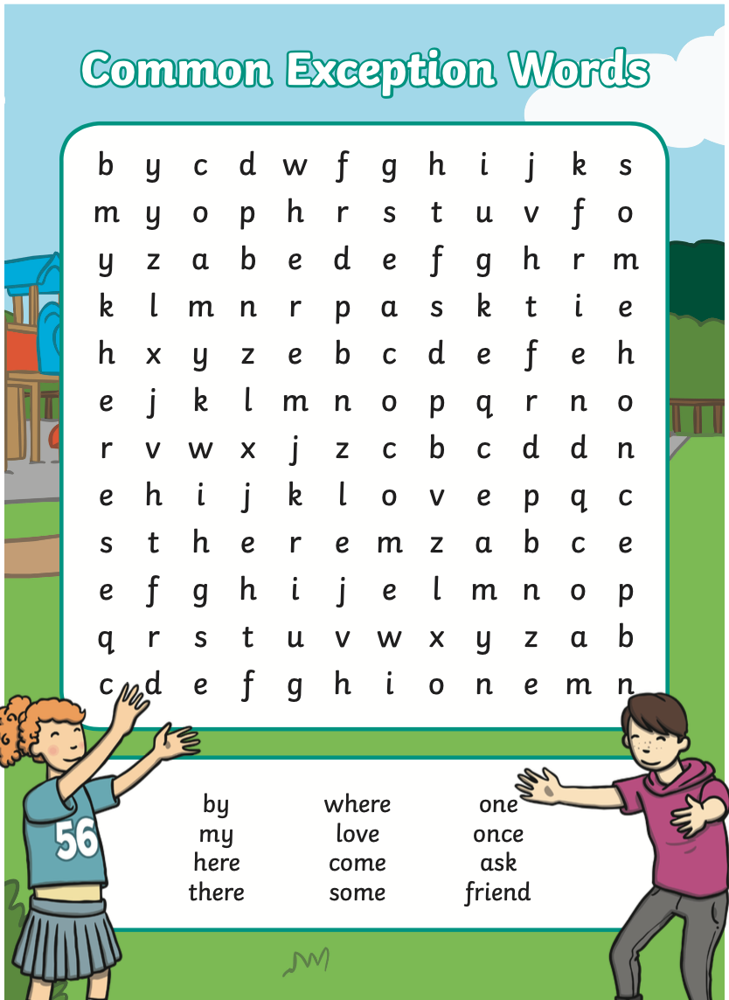 Common Exception Words
b y c d w f g h i j k s
m y o p h r s t u v f o
y z a b e d e f g h r m
k l m n r p a s k t i e
h x y z e b c d e f e h
e j k l m n o p q r n o
r v w x j z c b c d d n
e h i j k l o v e p q c
s t h e r e m z a b c e
e f g h i j e l m n o p
q r s t u v w x y z a b
c d e f g h i o n e m n
by where one
my love once
here come ask
there some friend
56